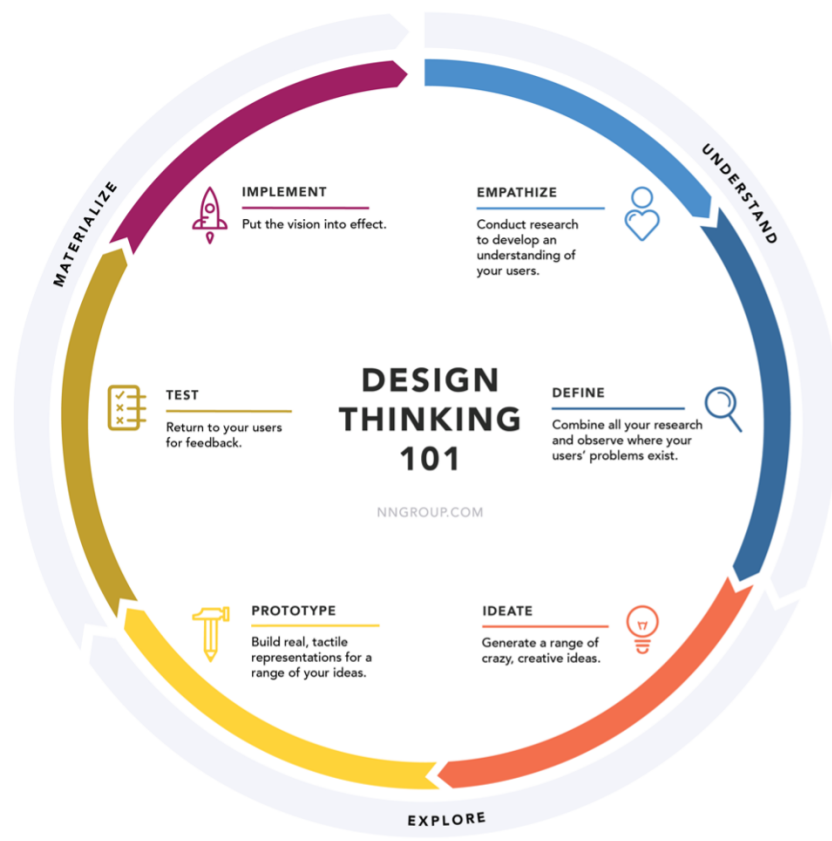 DESIGN
THINKING
101
NNGROUP.COM
UNDERSTAND
EMPATHIZE
Conduct research
to develop an
understanding of
your users.
DEFINE
Combine all your research
and observe where your
users’ problems exist.
EXPLORE
IDEATE
Generate a range of
crazy, creative ideas.
PROTOTYPE
Build real, tactile
representations for a
range of your ideas.
MATERIALIZE
TEST
Return to your users
for feedback.
IMPLEMENT
Put the vision into effect.